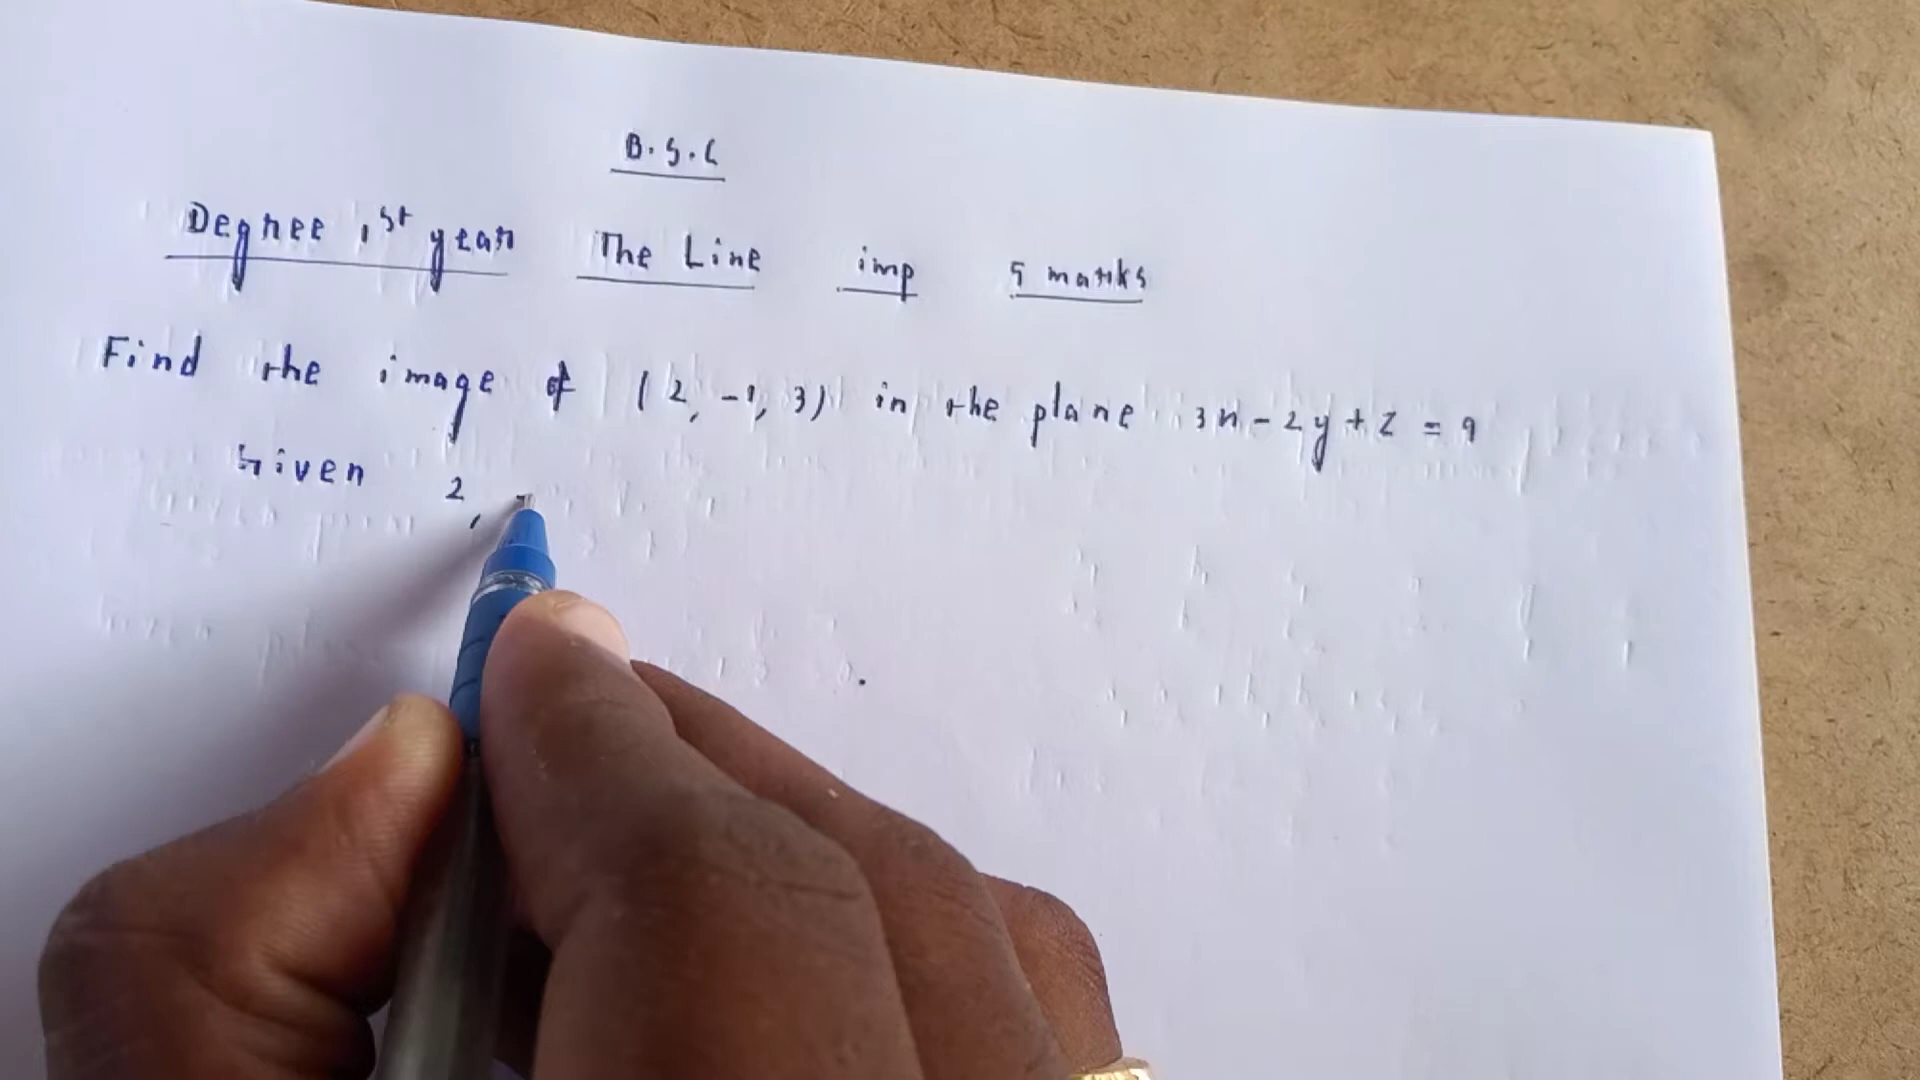 B.S.C
Degree 1st year The Line imp 5 marks
Find the image of (2, -1, 3) in the plane 3x - 2y + z = 9
Given 2, -